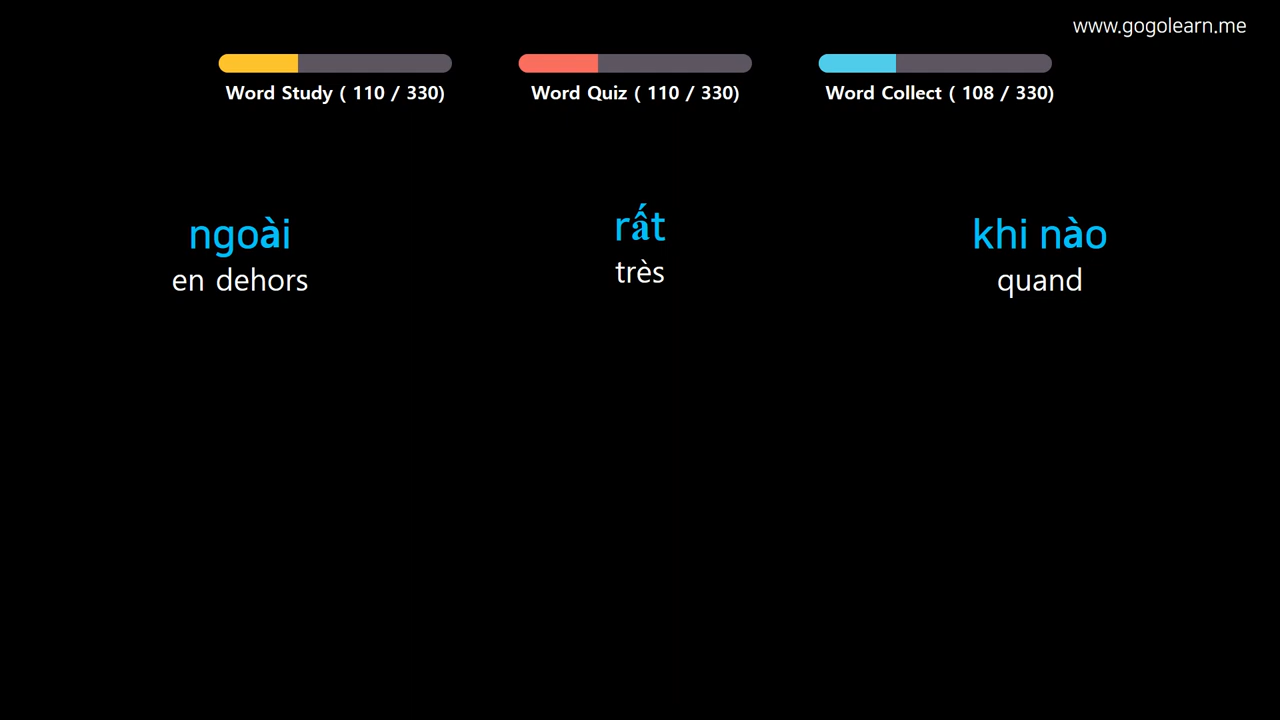 www.gogolearn.me
Word Study ( 110 / 330)
Word Quiz ( 110 / 330)
Word Collect ( 108 / 330)
ngoài
en dehors
rất
très
khi nào
quand